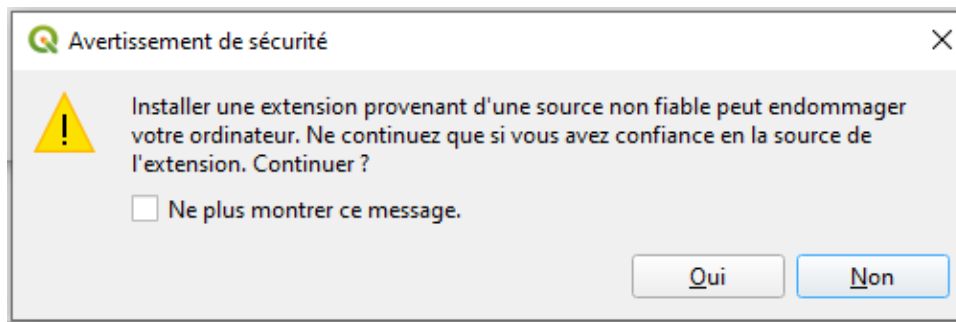 Avertissement de sécurité
Installer une extension provenant d'une source non fiable peut endommager
votre ordinateur. Ne continuez que si vous avez confiance en la source de
l'extension. Continuer ?
Ne plus montrer ce message.
Oui
Non